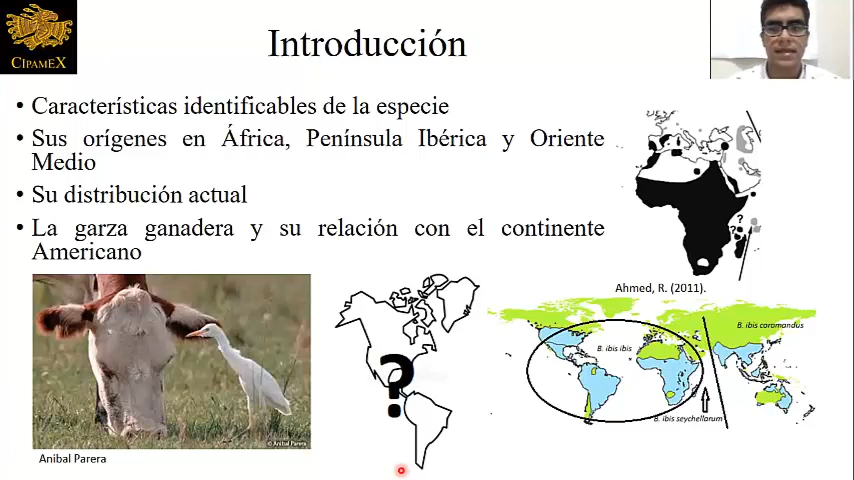 CIPAMEX
Introducción
• Características identificables de la especie
• Sus orígenes en África, Península Ibérica y Oriente
Medio
• Su distribución actual
• La garza ganadera y su relación con el continente
Americano
?
?
Ahmed, R. (2011).
?
B. ibis coromandus
B. ibis ibis
B. ibis seychellarum
© Anibal Parera
Anibal Parera